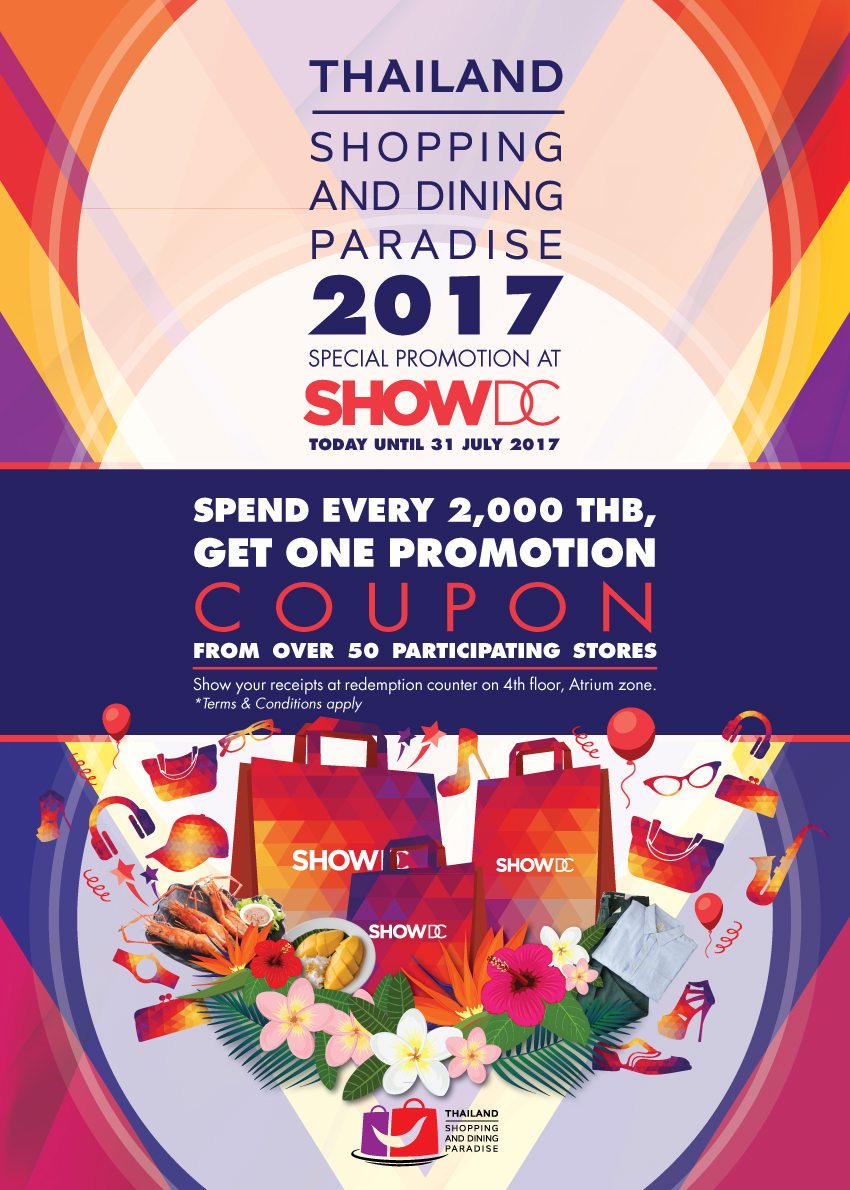 THAILAND
SHOPPING
AND DINING
PARADISE
2017
SPECIAL PROMOTION AT
SHOWDC
TODAY UNTIL 31 JULY 2017
SPEND EVERY 2,000 THB,
GET ONE PROMOTION
COUPON
FROM OVER 50 PARTICIPATING STORES
Show your receipts at redemption counter on 4th floor, Atrium zone.
*Terms & Conditions apply
SHOWDC
SHOWDC
SHOWDC
THAILAND
SHOPPING
AND DINING
PARADISE